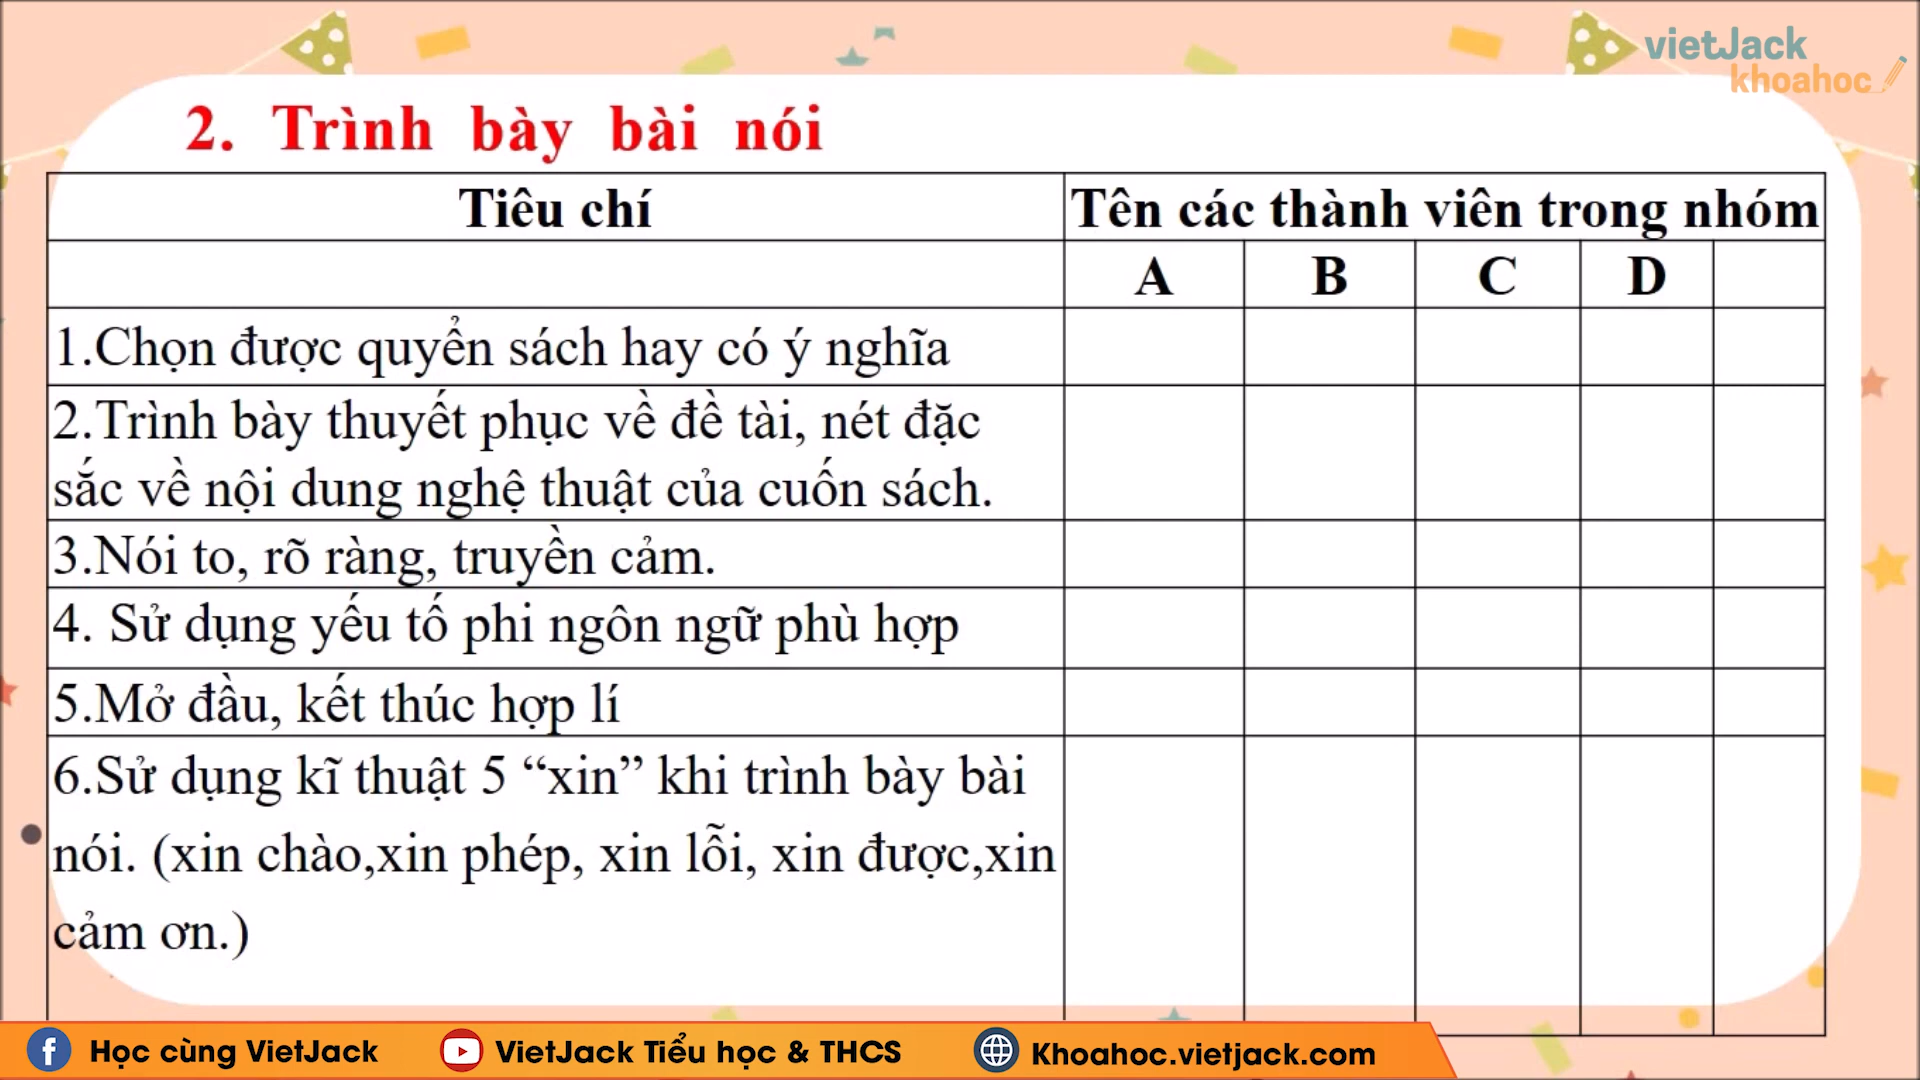 vietJack
khoahoc
2. Trình bày bài nói
Tiêu chí
Tên các thành viên trong nhóm
A B C D
1.Chọn được quyển sách hay có ý nghĩa
2.Trình bày thuyết phục về đề tài, nét đặc
sắc về nội dung nghệ thuật của cuốn sách.
3.Nói to, rõ ràng, truyền cảm.
4. Sử dụng yếu tố phi ngôn ngữ phù hợp
5.Mở đầu, kết thúc hợp lí
6.Sử dụng kĩ thuật 5 “xin” khi trình bày bài
nói. (xin chào,xin phép, xin lỗi, xin được,xin
cảm ơn.)
Học cùng VietJack
VietJack Tiểu học & THCS
Khoahoc.vietjack.com